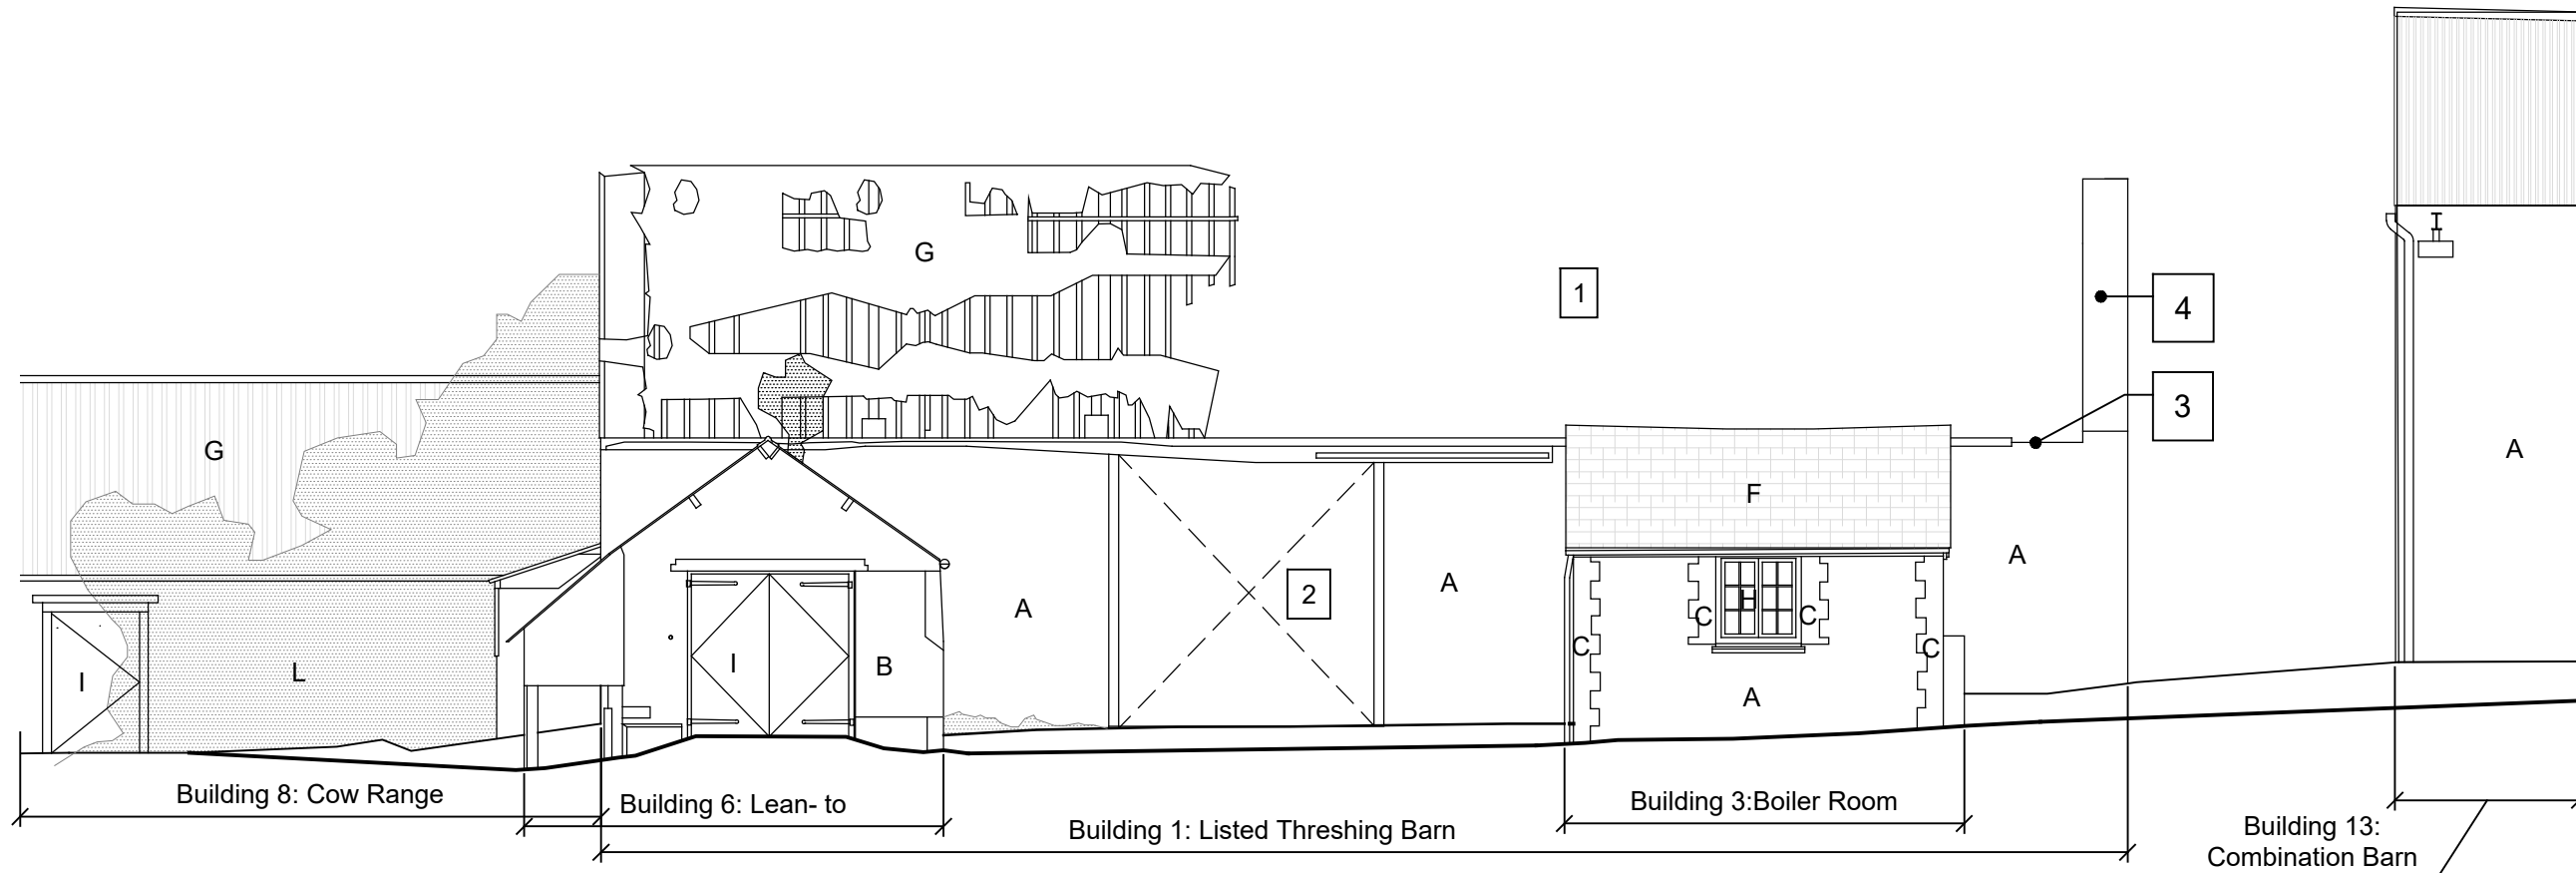 G
1
4
3
G
A
F
A
2
A
A
H
C
C
C
C
I
B
L
I
A
Building 8: Cow Range
Building 6: Lean- to
Building 3:Boiler Room
Building 1: Listed Threshing Barn
Building 13:
Combination Barn